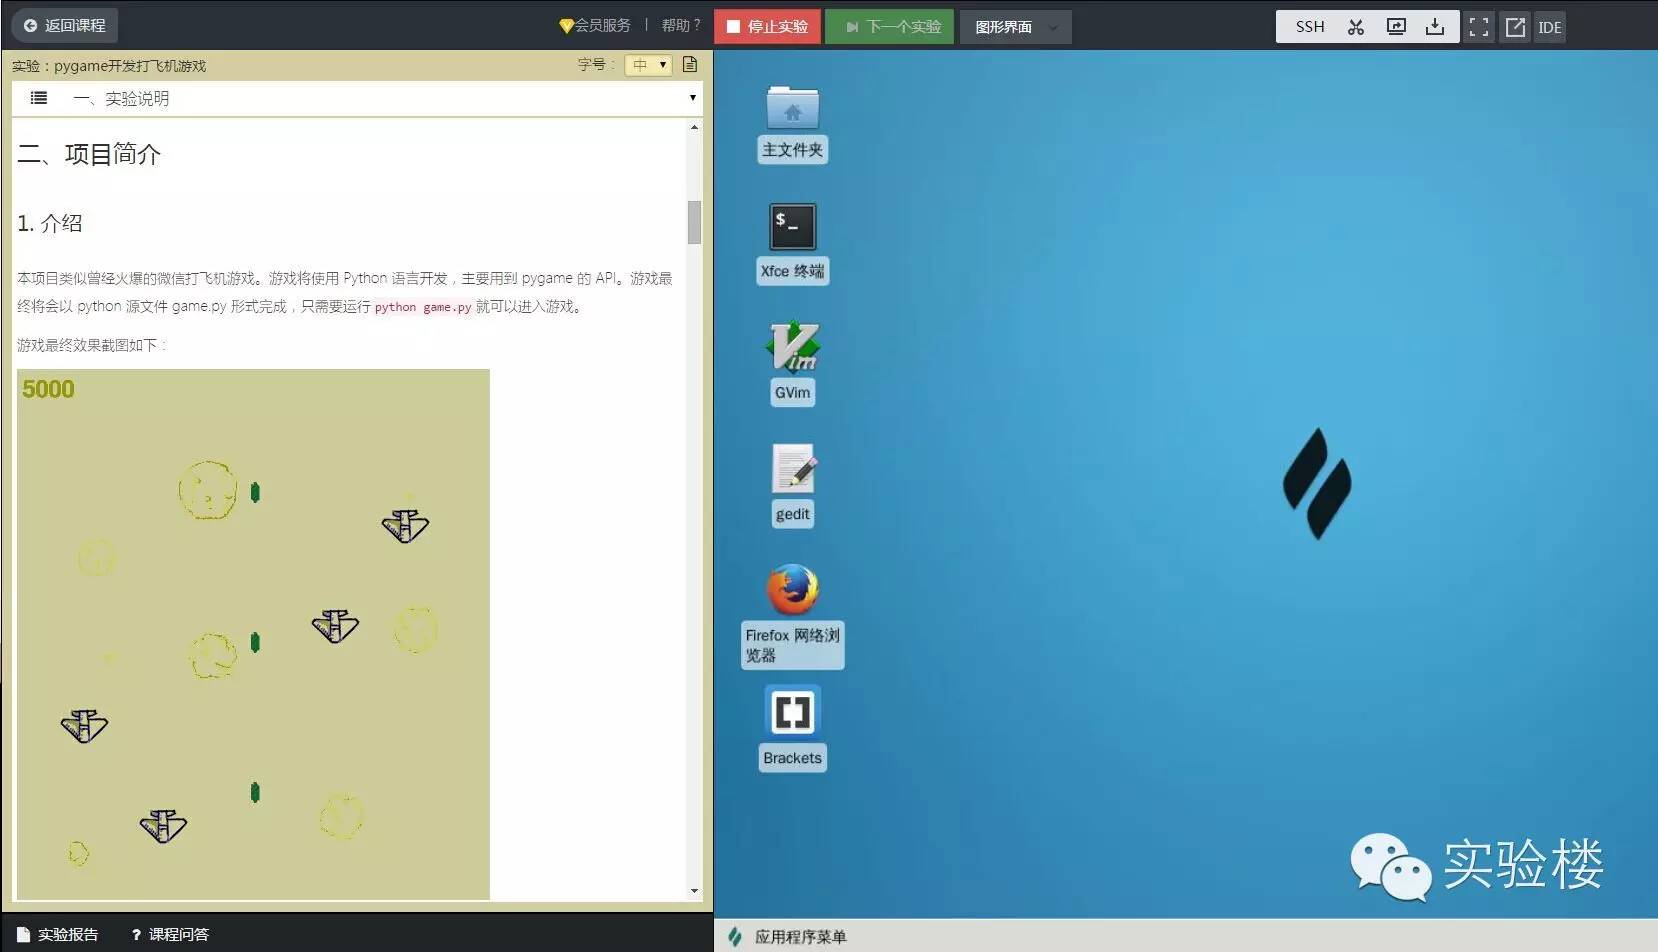 返回课程
会员服务 | 帮助 ?
停止实验
下一个实验
图形界面
SSH
IDE
实验：pygame开发打飞机游戏
字号：
中
一、实验说明
二、项目简介
1. 介绍
本项目类似曾经火爆的微信打飞机游戏。游戏将使用 Python 语言开发，主要用到 pygame 的 API。游戏最
终将会以 python 源文件 game.py 形式完成，只需要运行 python game.py 就可以进入游戏。
游戏最终效果截图如下：
5000
实验报告
? 课程问答
主文件夹
$_
Xfce 终端
Vim
GVim
gedit
Firefox 网络浏
览器
Brackets
实验楼
应用程序菜单